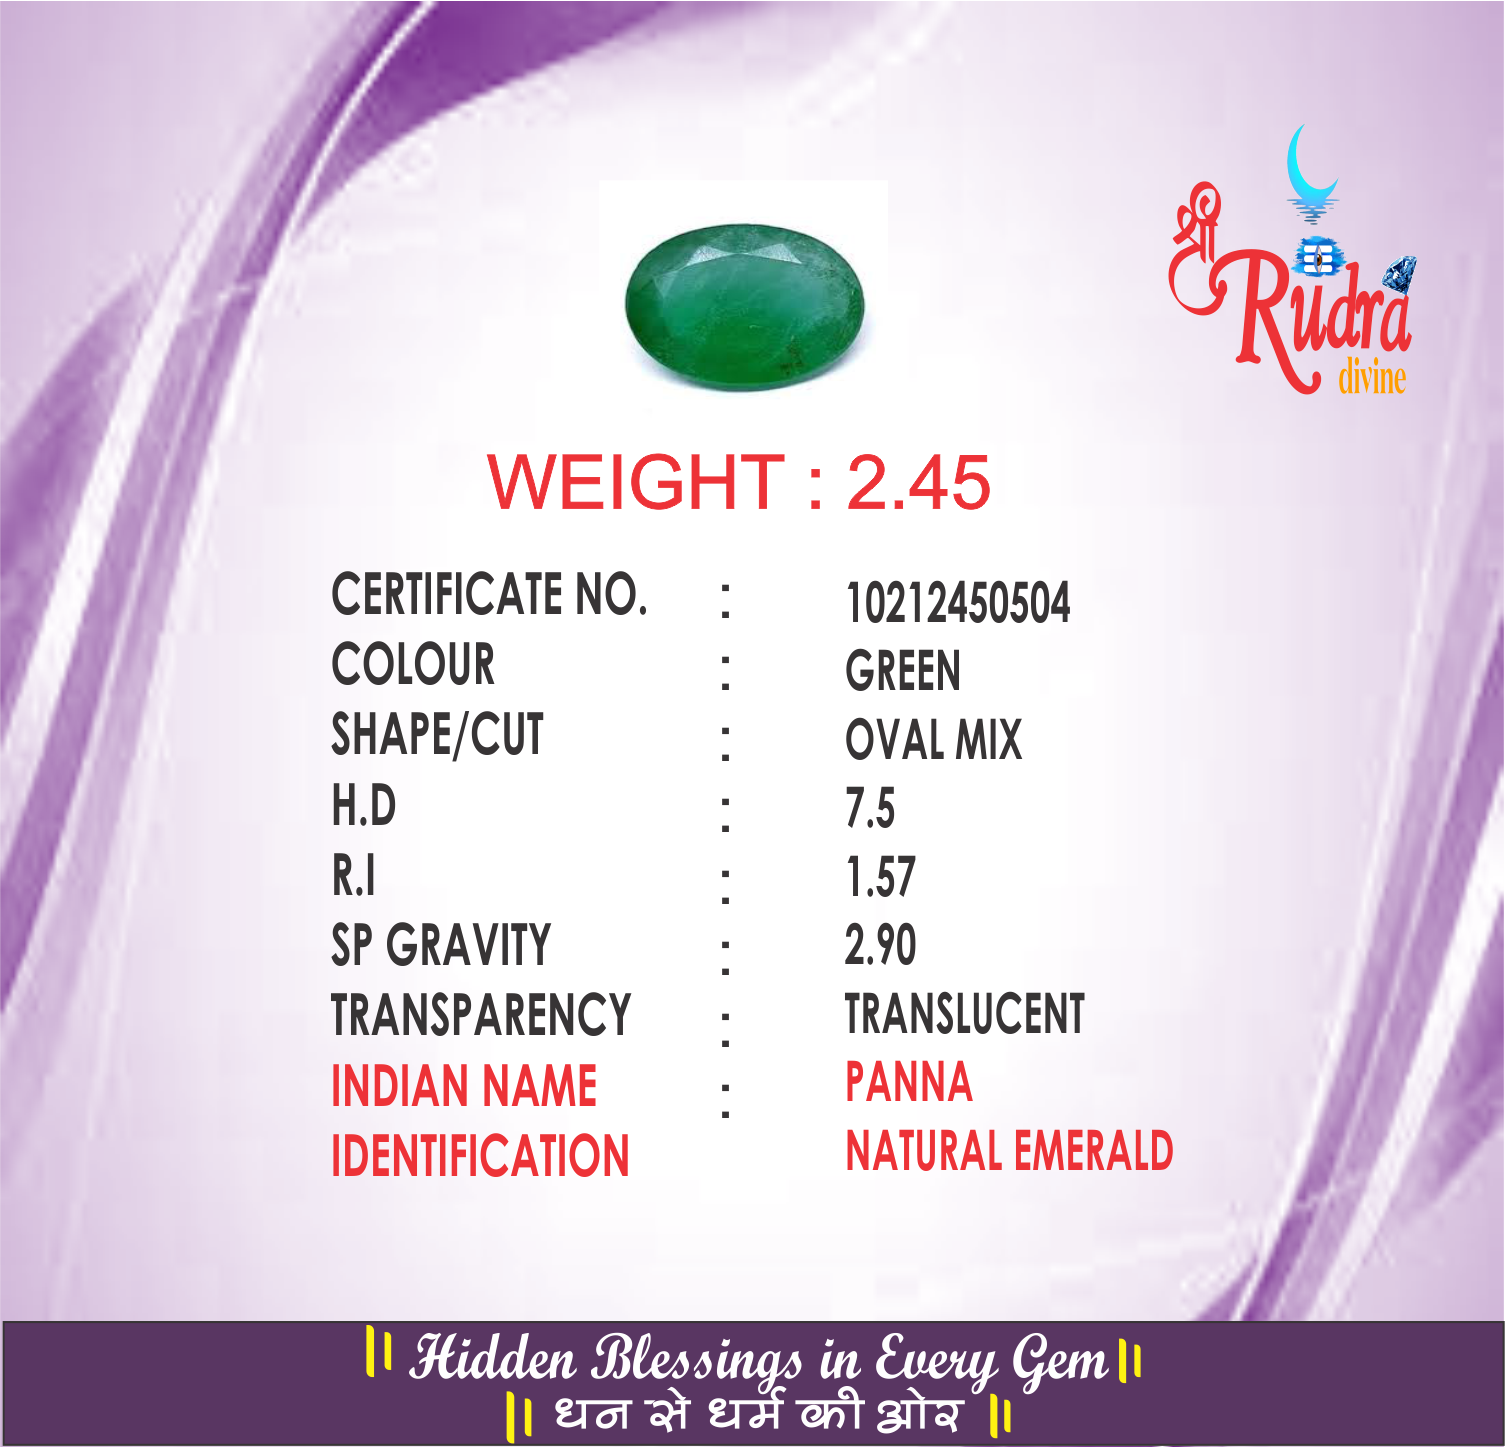 श्री
Rudra
divine
WEIGHT : 2.45
CERTIFICATE NO. : 10212450504
COLOUR : GREEN
SHAPE/CUT : OVAL MIX
H.D : 7.5
R.I : 1.57
SP GRAVITY : 2.90
TRANSPARENCY : TRANSLUCENT
INDIAN NAME : PANNA
IDENTIFICATION NATURAL EMERALD
|| Hidden Blessings in Every Gem ||
|| धन से धर्म की ओर ||